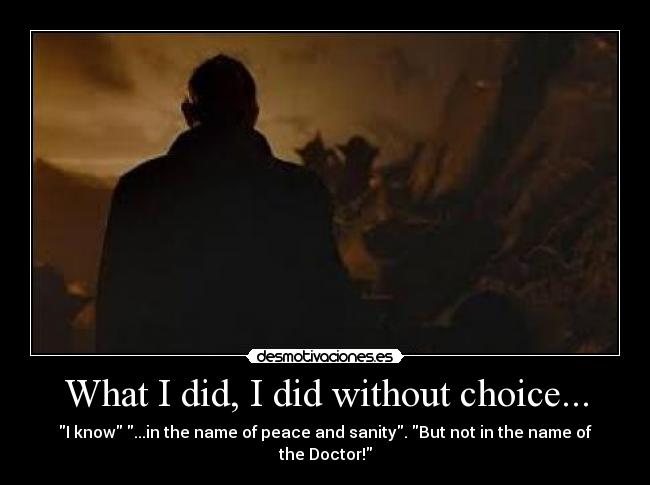 desmotivaciones.es
What I did, I did without choice...
"I know" "...in the name of peace and sanity". "But not in the name of
the Doctor!"